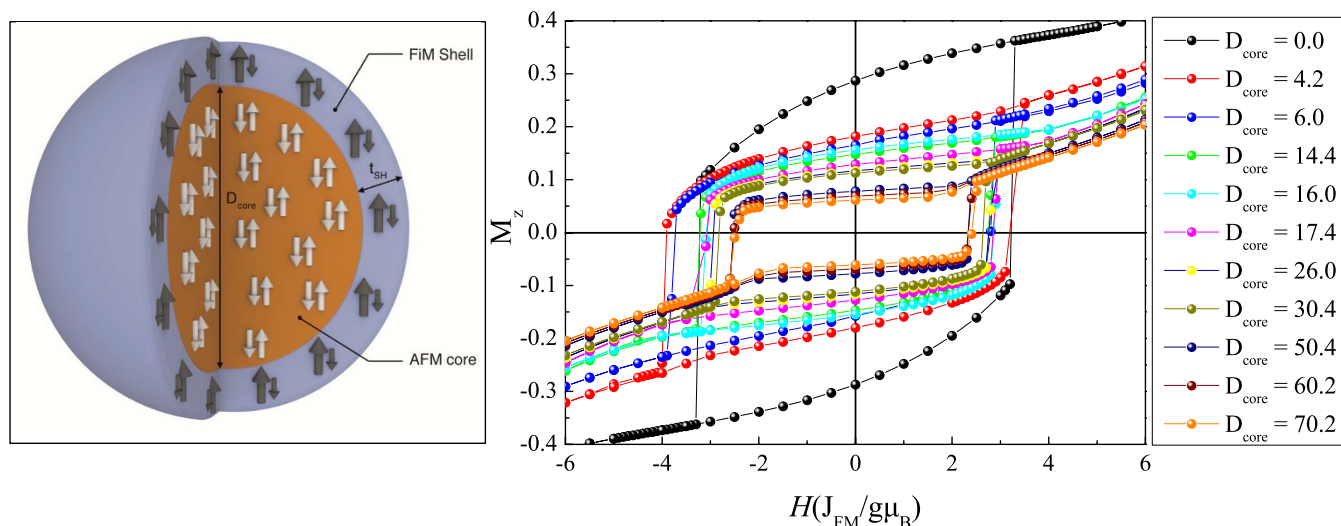 FiM Shell
t_SH
D_core
AFM core
0.4
0.3
0.2
0.1
0.0
-0.1
-0.2
-0.3
-0.4
M_z
-6 -4 -2 0 2 4 6
H(J_FM/gμ_B)
D_core = 0.0
D_core = 4.2
D_core = 6.0
D_core = 14.4
D_core = 16.0
D_core = 17.4
D_core = 26.0
D_core = 30.4
D_core = 50.4
D_core = 60.2
D_core = 70.2